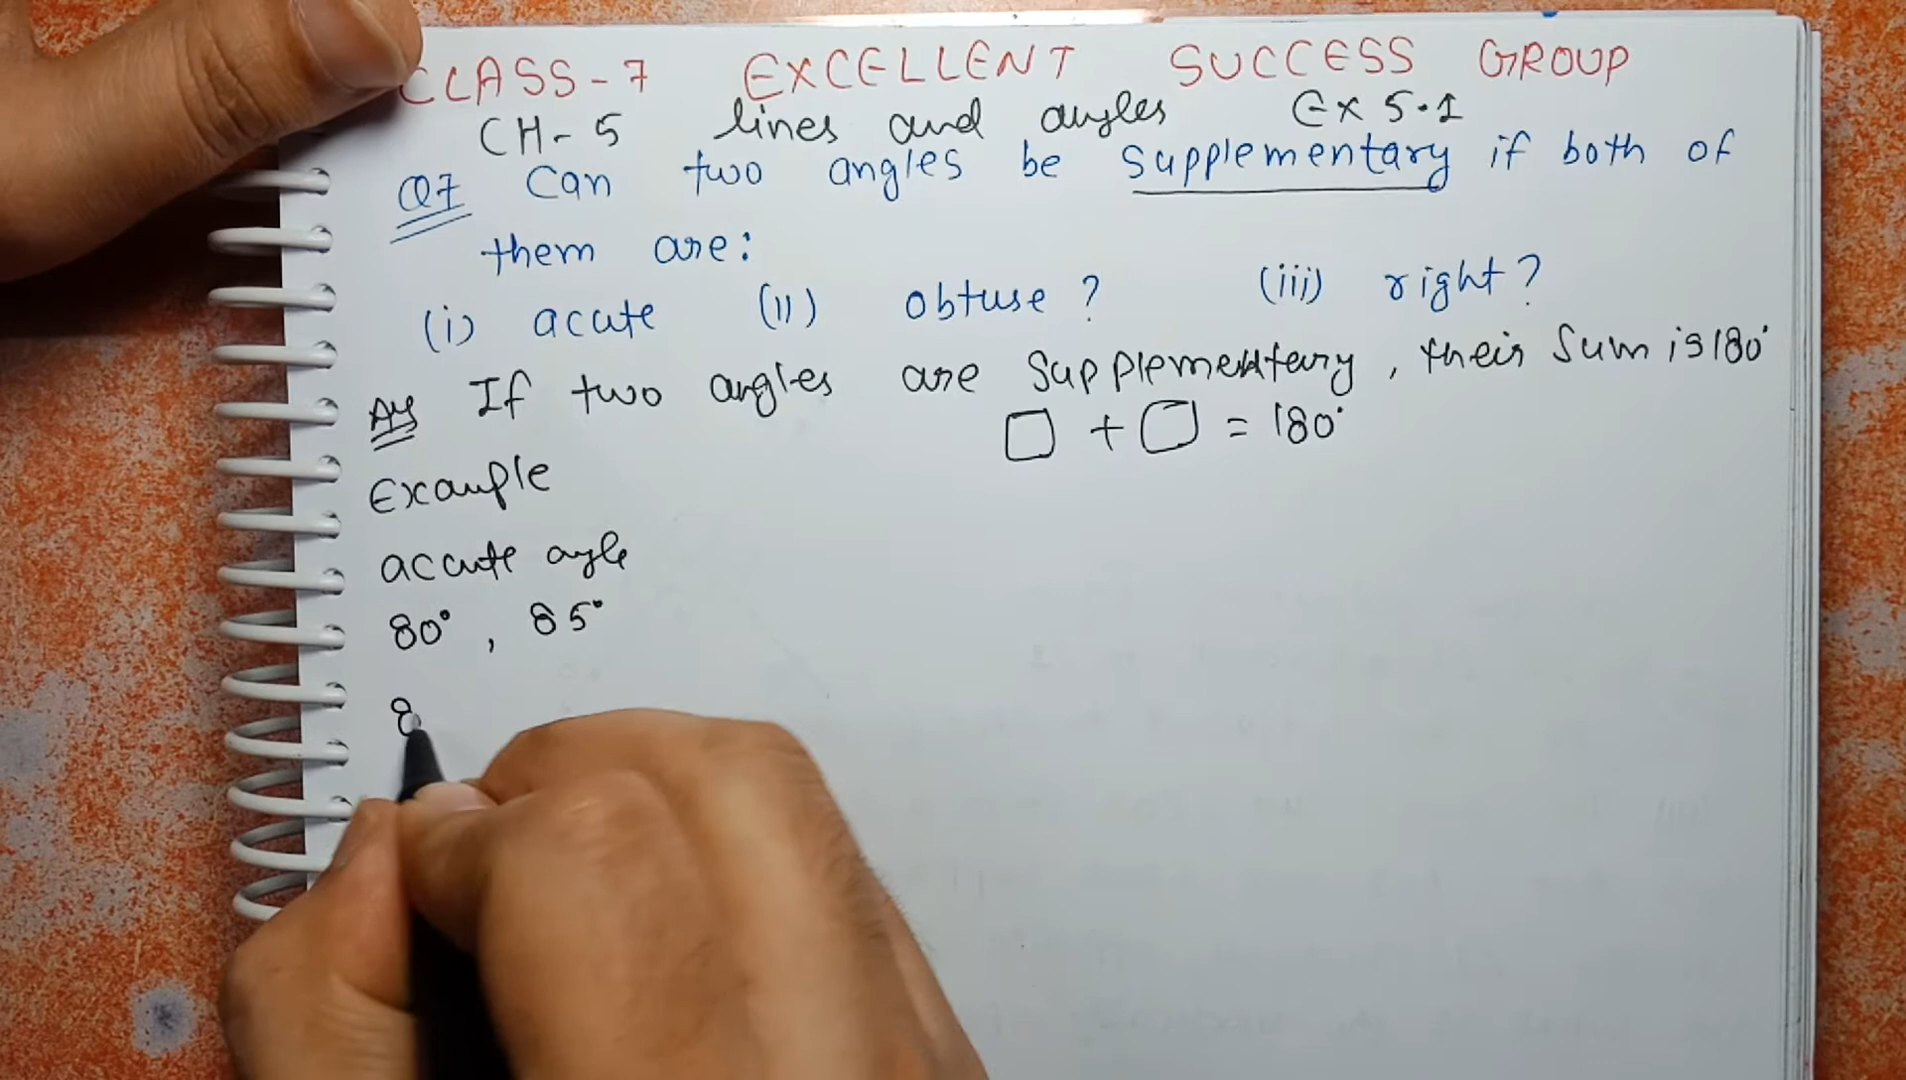 CLASS-7 EXCELLENT SUCCESS GROUP
CH-5 lines and angles Ex 5.1
Q7 Can two angles be supplementary if both of
them are:
(i) acute (ii) obtuse ? (iii) right ?
Ans If two angles are Supplementary, their Sum is 180°
□ + □ = 180°
Example
accute angle
80° , 85°
8